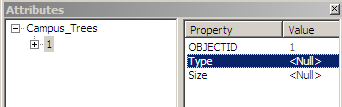 Attributes
Campus_Trees
1
Property Value
OBJECTID 1
Type <Null>
Size <Null>